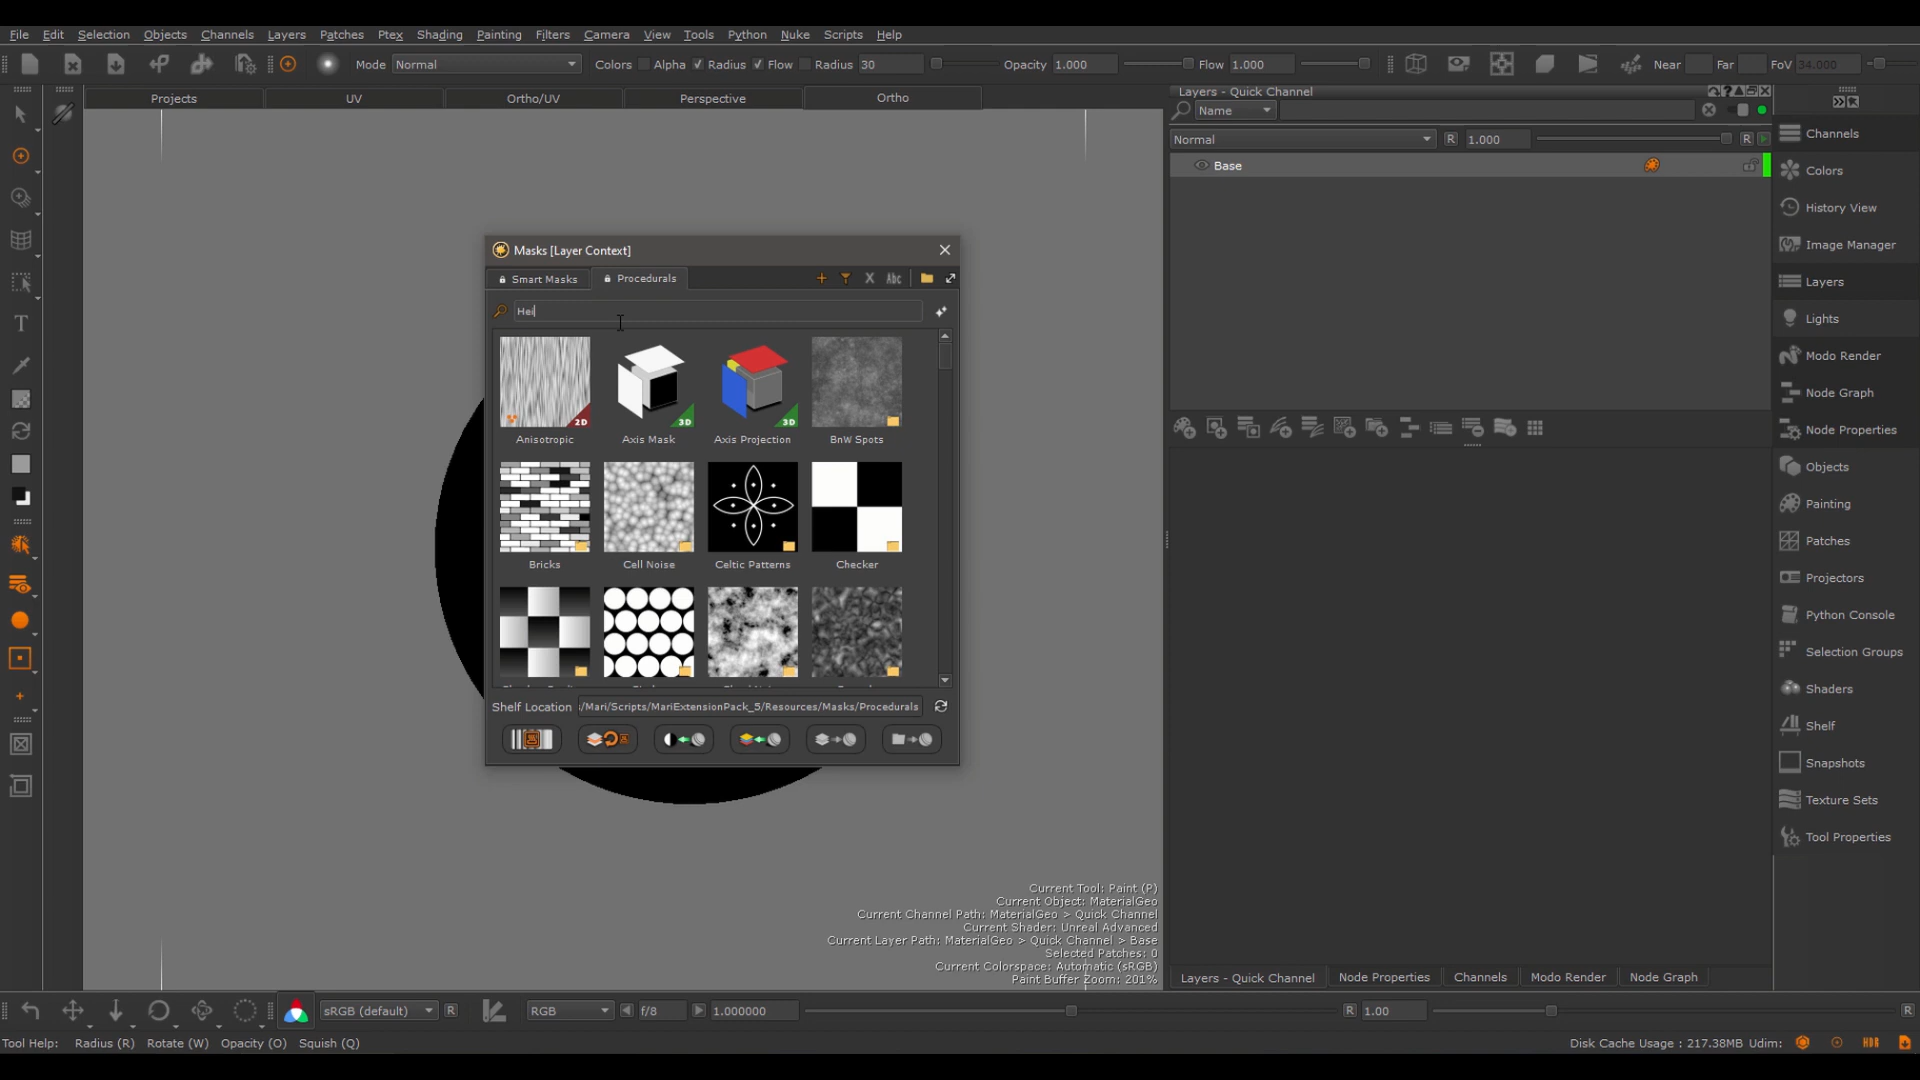 File Edit Selection Objects Channels Layers Patches Ptex Shading Painting Filters Camera View Tools Python Nuke Scripts Help
Mode Normal Colors Alpha Radius Flow Radius 30 Opacity 1.000 Flow 1.000 Near Far FoV 34.000
Projects UV Ortho/UV Perspective Ortho
Layers - Quick Channel
Name
Normal R 1.000 R
Base
Channels
Colors
History View
Image Manager
Layers
Lights
Modo Render
Node Graph
Node Properties
Objects
Painting
Patches
Projectors
Python Console
Selection Groups
Shaders
Shelf
Snapshots
Texture Sets
Tool Properties
Masks [Layer Context]
Smart Masks Procedurals
Abc
Hei
2D 3D 3D
Anisotropic Axis Mask Axis Projection BnW Spots
Bricks Cell Noise Celtic Patterns Checker
Shelf Location :/Mari/Scripts/MariExtensionPack_5/Resources/Masks/Procedurals
Current Tool: Paint (P)
Current Object: MaterialGeo
Current Channel Path: MaterialGeo > Quick Channel
Current Shader: Unreal Advanced
Current Layer Path: MaterialGeo > Quick Channel > Base
Selected Patches: 0
Current Colorspace: Automatic (sRGB)
Paint Buffer Zoom: 201%
Layers - Quick Channel Node Properties Channels Modo Render Node Graph
sRGB (default) R RGB f/8 1.000000 R 1.00 R
Tool Help: Radius (R) Rotate (W) Opacity (O) Squish (Q)
Disk Cache Usage : 217.38MB Udim: HDR